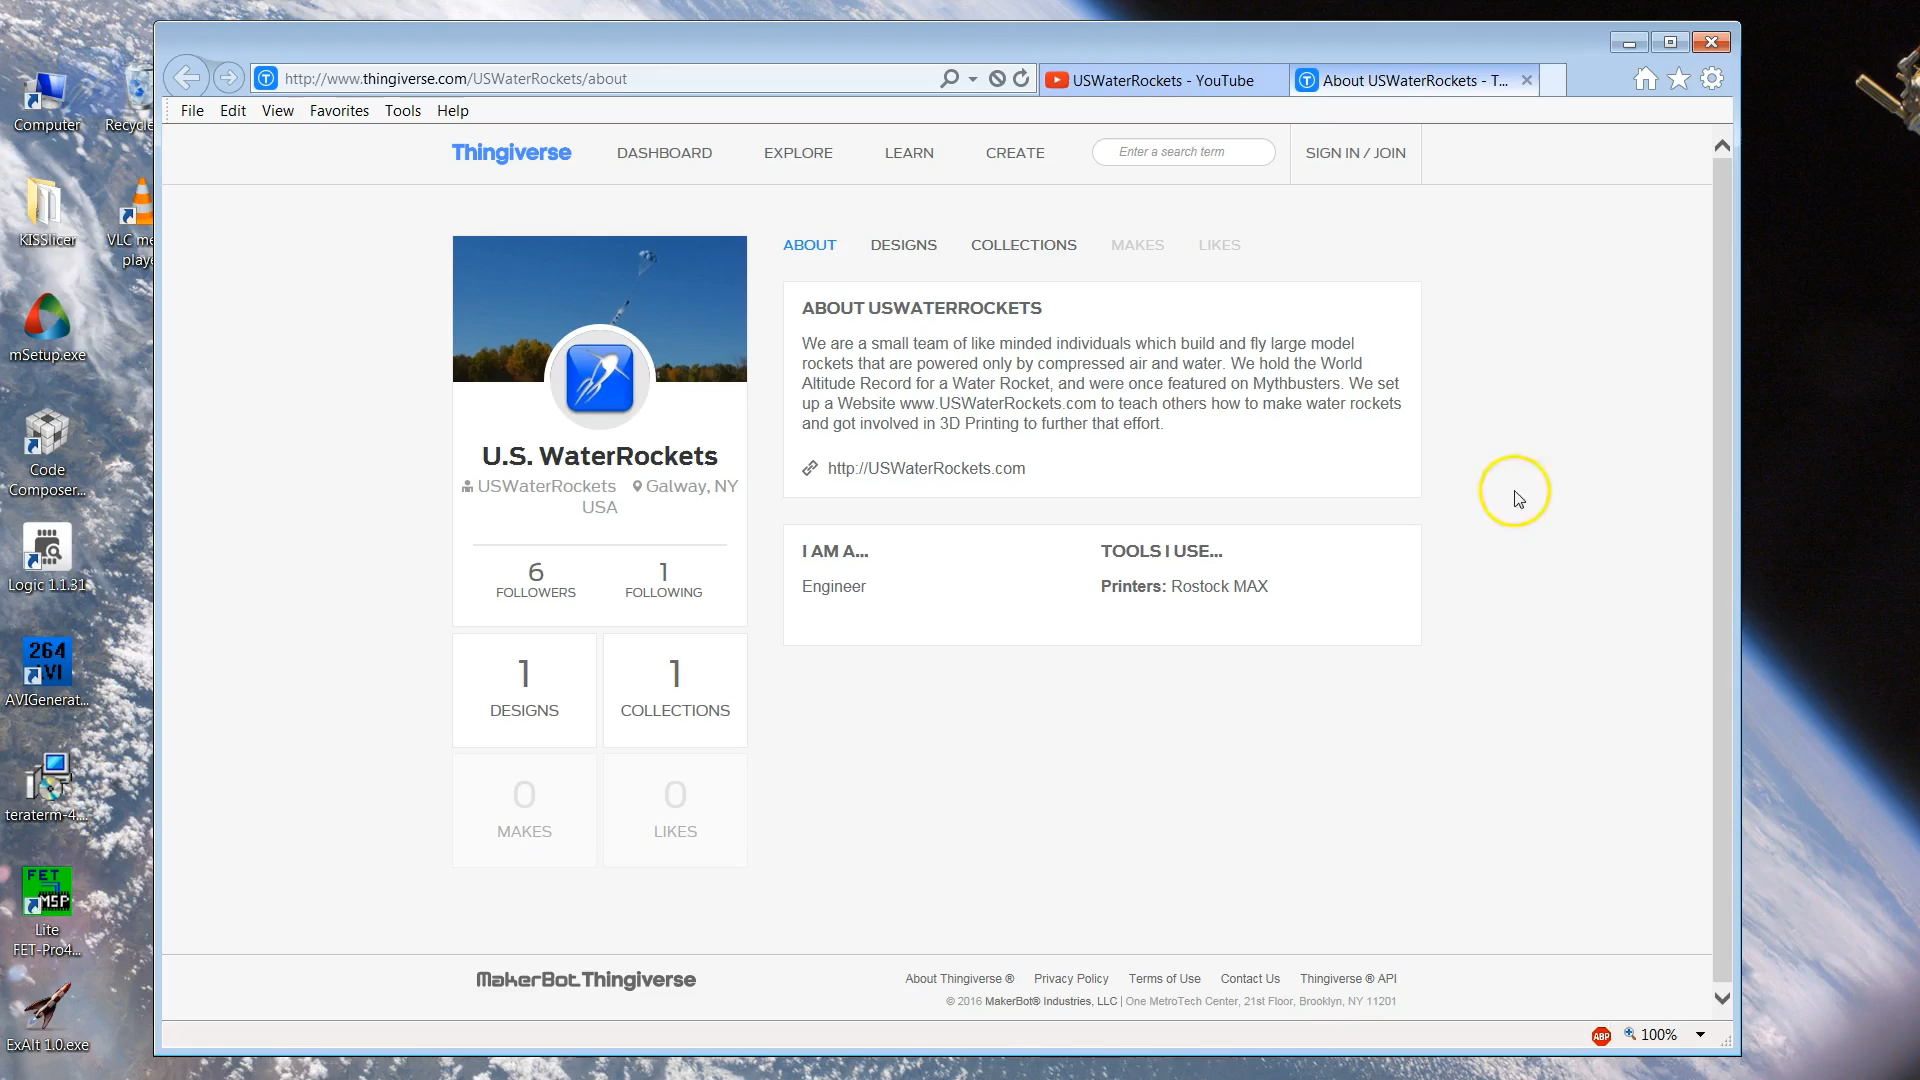 Computer
Recycle
KISSlicer
VLC me
playe
mSetup.exe
Code
Composer...
Logic 1.1.31
264
AVI
AVIGenerat...
teraterm-4....
FET
MSP
Lite
FET-Pro4...
ExAlt 1.0.exe
http://www.thingiverse.com/USWaterRockets/about
USWaterRockets - YouTube
About USWaterRockets - T...
File Edit View Favorites Tools Help
Thingiverse
DASHBOARD EXPLORE LEARN CREATE
Enter a search term
SIGN IN / JOIN
U.S. WaterRockets
USWaterRockets Galway, NY
USA
6
FOLLOWERS
1
FOLLOWING
1
DESIGNS
1
COLLECTIONS
0
MAKES
0
LIKES
ABOUT DESIGNS COLLECTIONS MAKES LIKES
ABOUT USWATERROCKETS
We are a small team of like minded individuals which build and fly large model
rockets that are powered only by compressed air and water. We hold the World
Altitude Record for a Water Rocket, and were once featured on Mythbusters. We set
up a Website www.USWaterRockets.com to teach others how to make water rockets
and got involved in 3D Printing to further that effort.
http://USWaterRockets.com
I AM A...
Engineer
TOOLS I USE...
Printers: Rostock MAX
MakerBot Thingiverse
About Thingiverse ® Privacy Policy Terms of Use Contact Us Thingiverse ® API
© 2016 MakerBot® Industries, LLC | One MetroTech Center, 21st Floor, Brooklyn, NY 11201
ABP
100%